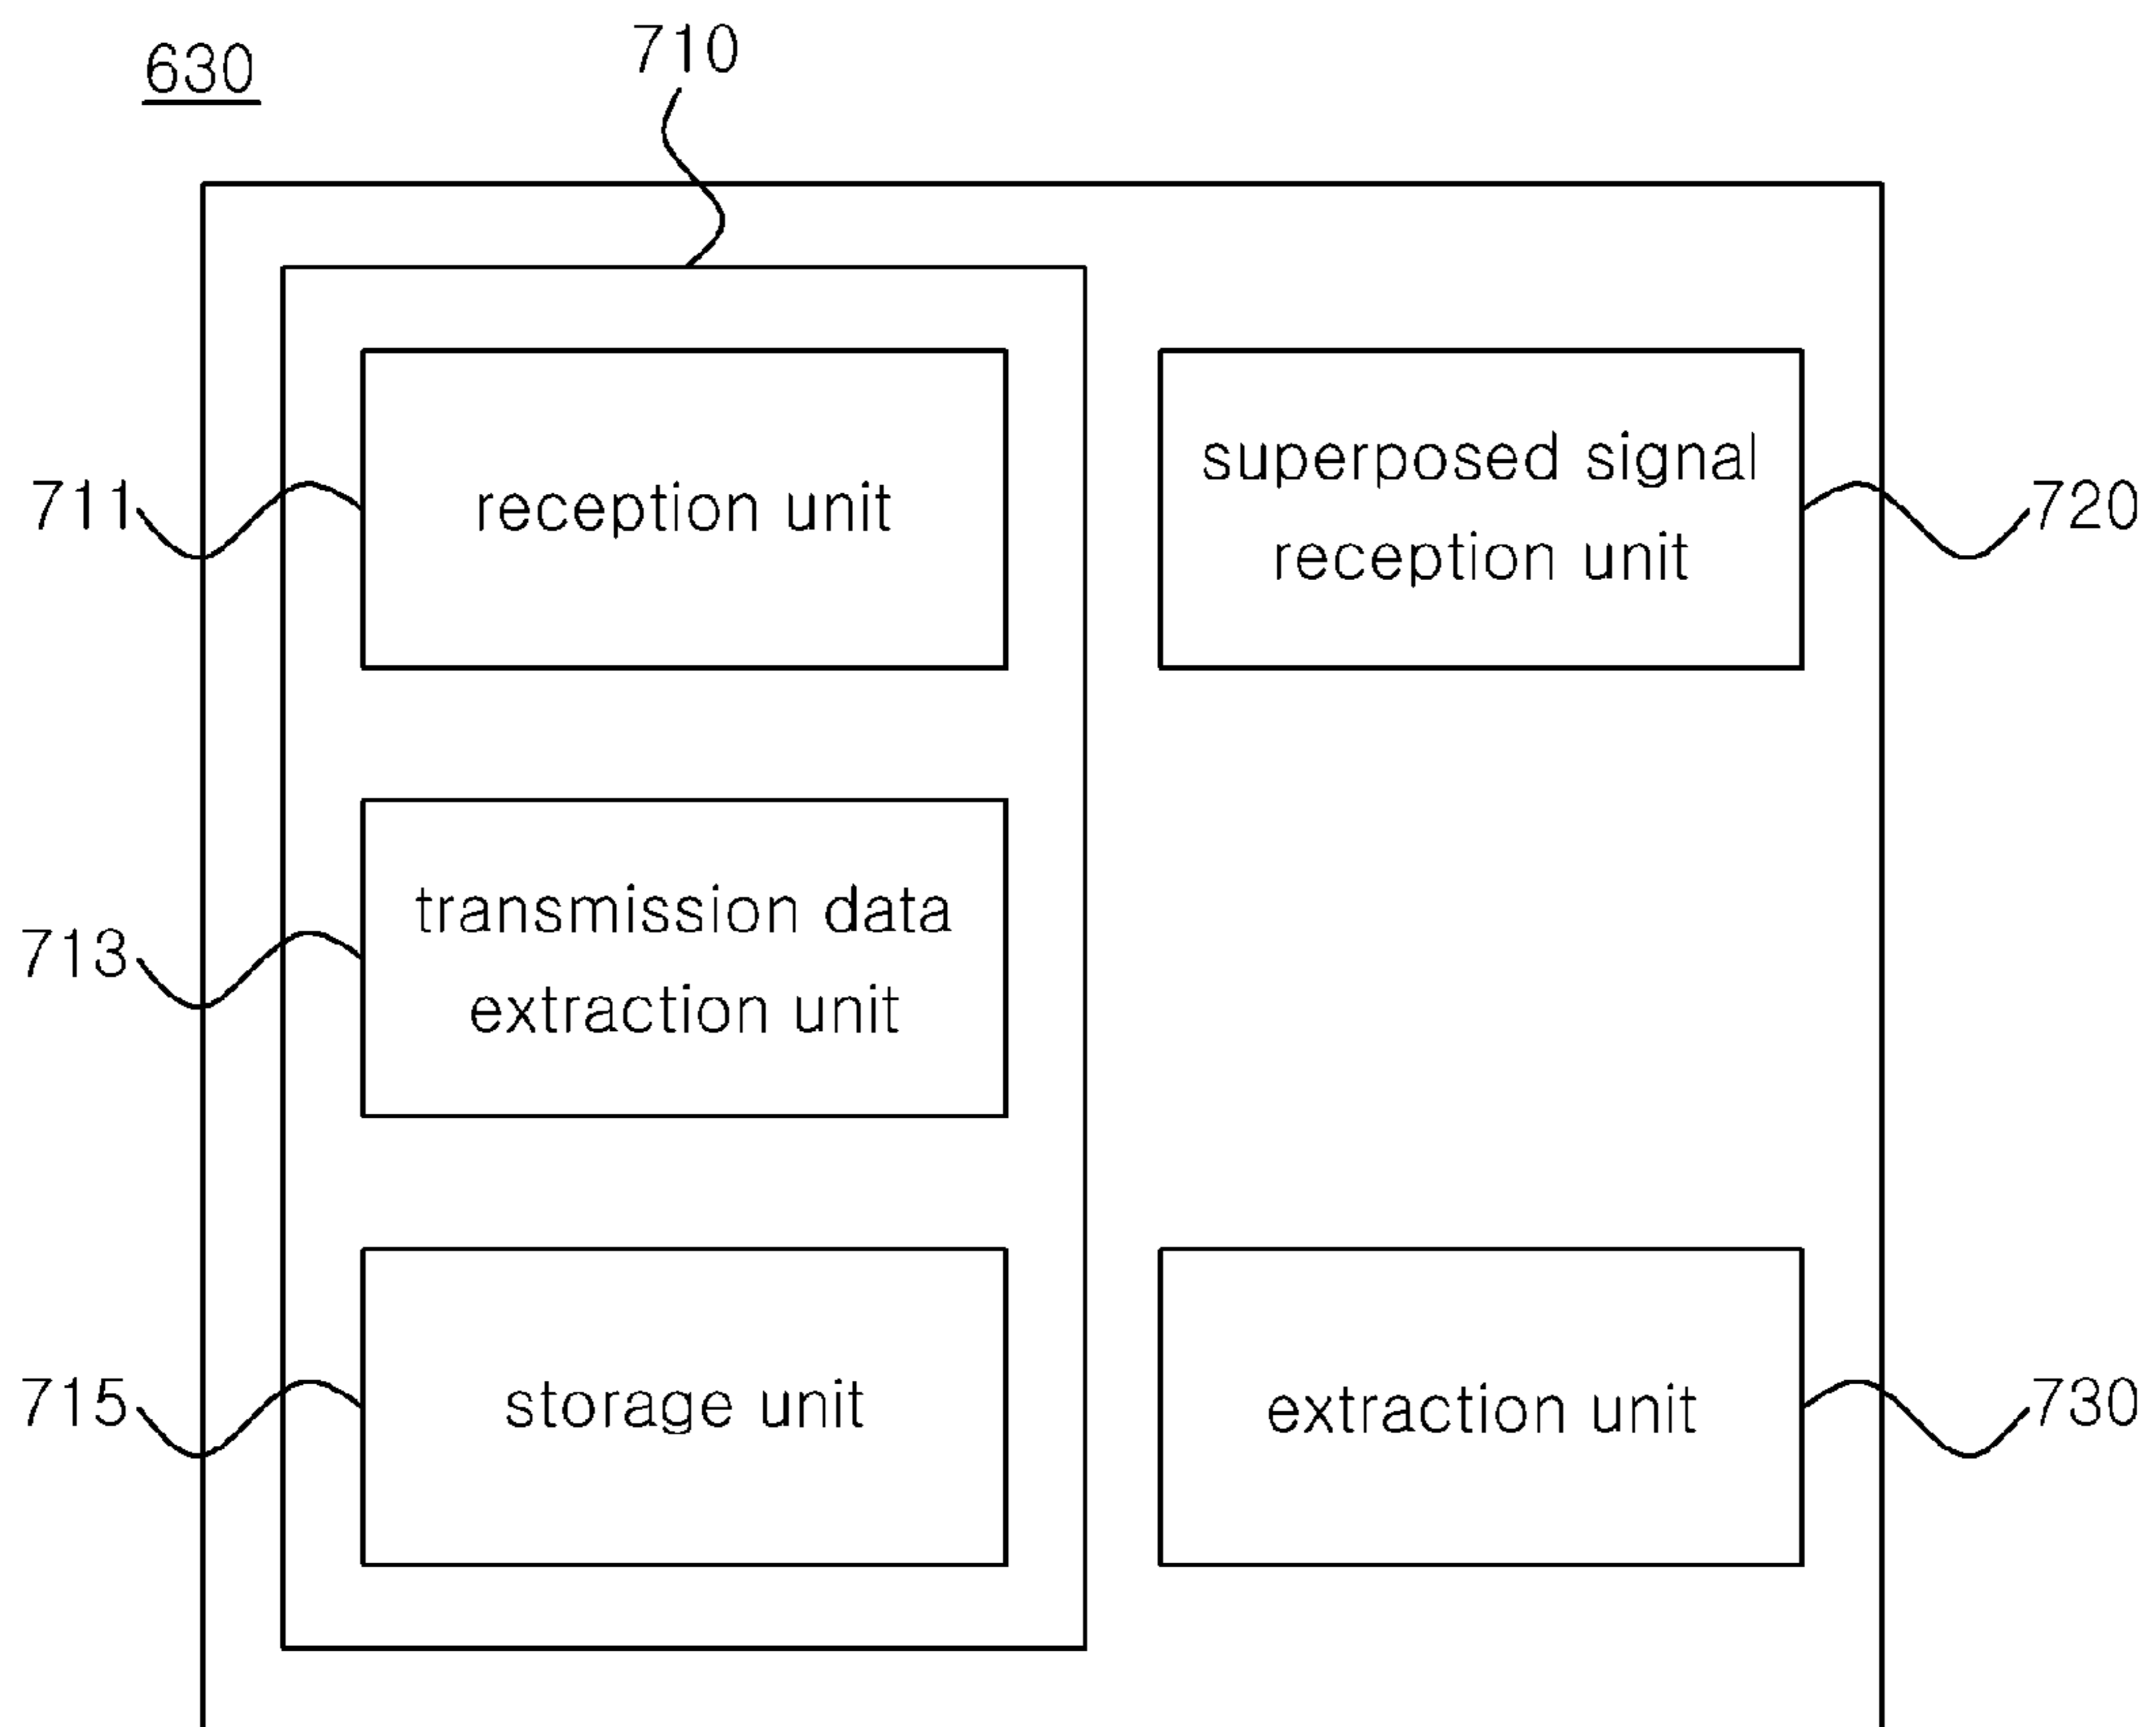 630
710
711
reception unit
superposed signal
reception unit
720
713
transmission data
extraction unit
715
storage unit
extraction unit
730